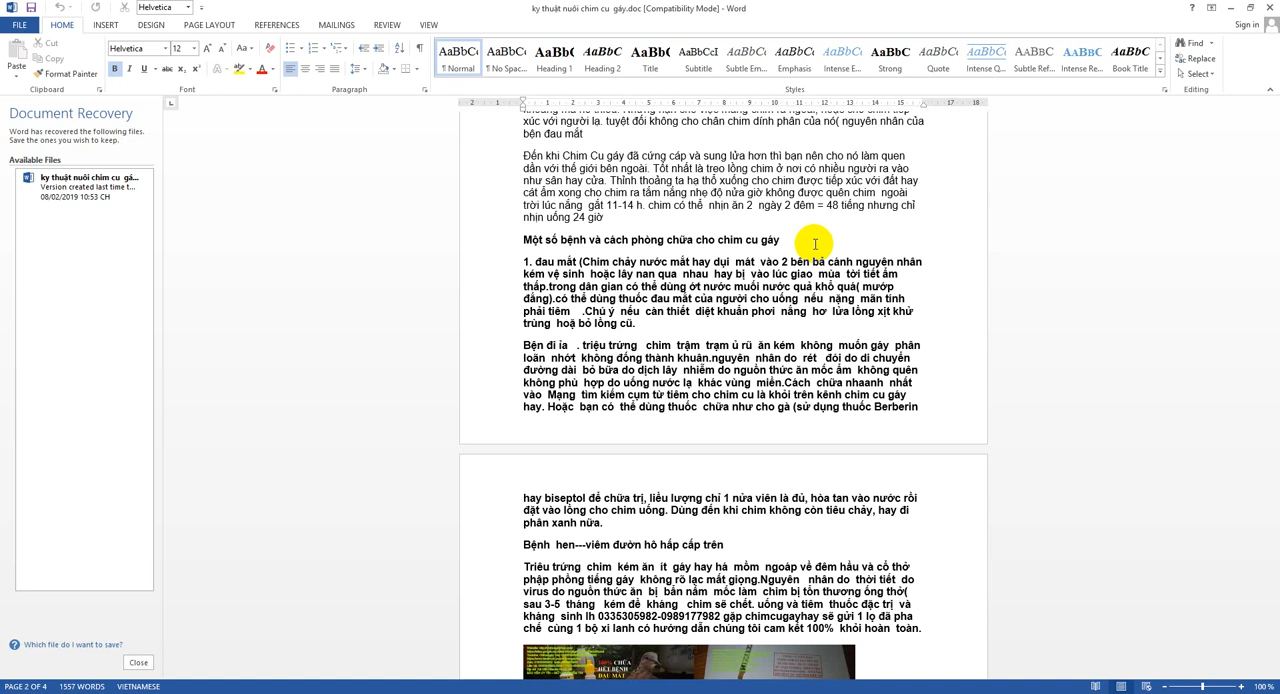 Helvetica
ky thuật nuôi chim cu gáy.doc [Compatibility Mode] - Word
FILE HOME INSERT DESIGN PAGE LAYOUT REFERENCES MAILINGS REVIEW VIEW
Sign in
Paste
Cut
Copy
Format Painter
Clipboard
Helvetica 12
Font
Paragraph
AaBbC AaBbC AaBb( AaBbC AaBb( AaBbCcI AaBbCc AaBbCc AaBbCc AaBbC AaBbCc AaBbCc AaBbC AaBbC AaBbC
¶ Normal ¶ No Spac... Heading 1 Heading 2 Title Subtitle Subtle Em... Emphasis Intense E... Strong Quote Intense Q... Subtle Ref... Intense Re... Book Title
Styles
Find
Replace
Select
Editing
Document Recovery
Word has recovered the following files.
Save the ones you wish to keep.
Available Files
ky thuật nuôi chim cu gá...
Version created last time t...
08/02/2019 10:53 CH
Which file do I want to save?
Close
xúc với người lạ. tuyệt đối không cho chân chim dính phân của nó( nguyên nhân của
bện đau mắt
Đến khi Chim Cu gáy đã cứng cáp và sung lửa hơn thì bạn nên cho nó làm quen
dần với thế giới bên ngoài. Tốt nhất là treo lồng chim ở nơi có nhiều người ra vào
như sân hay cửa. Thỉnh thoảng ta hạ thổ xuống cho chim được tiếp xúc với đất hay
cát ẩm xong cho chim ra tắm nắng nhẹ độ nửa giờ không được quên chim ngoài
trời lúc nắng gắt 11-14 h. chim có thể nhịn ăn 2 ngày 2 đêm = 48 tiếng nhưng chỉ
nhịn uống 24 giờ
Một số bệnh và cách phòng chữa cho chim cu gáy
1. đau mắt (Chim chảy nước mắt hay dụi mát vào 2 bên bả cánh nguyên nhân
kém vệ sinh hoặc lây nan qua nhau hay bị vào lúc giao mùa tời tiết ẩm
thấp.trong dân gian có thể dùng ớt nước muối nước quả khổ quá( mướp
đắng).có thể dùng thuốc đau mắt của người cho uống nếu nặng mãn tính
phải tiêm .Chú ý nếu càn thiết diệt khuẩn phơi nắng hơ lửa lồng xịt khử
trùng hoặ bỏ lồng cũ.
Bện đi ỉa . triệu trứng chim trậm trạm ủ rũ ăn kém không muốn gáy phân
loãn nhớt không đống thành khuân.nguyên nhân do rét đói do di chuyển
đường dài bỏ bữa do dịch lây nhiễm do nguồn thức ăn mốc ẩm không quên
không phù hợp do uống nước lạ khác vùng miền.Cách chữa nhaanh nhất
vào Mạng tìm kiếm cụm từ tiêm cho chim cu là khỏi trên kênh chim cu gáy
hay. Hoặc bạn có thể dùng thuốc chữa như cho gà (sử dụng thuốc Berberin
hay biseptol để chữa trị, liều lượng chỉ 1 nửa viên là đủ, hòa tan vào nước rồi
đặt vào lồng cho chim uống. Dùng đến khi chim không còn tiêu chảy, hay đi
phân xanh nữa.
Bệnh hen---viêm đườn hô hấp cấp trên
Triêu trứng chim kém ăn ít gáy hay há mồm ngoáp về đêm hầu và cổ thở
phập phồng tiếng gáy không rõ lạc mất giọng.Nguyên nhân do thời tiết do
virus do nguồn thức ăn bị bẩn nấm mốc làm chim bị tổn thương ống thở(
sau 3-5 tháng kém đề kháng chim sẽ chết. uống và tiêm thuốc đặc trị và
kháng sinh lh 0335305982-0989177982 gặp chimcugayhay sẽ gửi 1 lọ đã pha
chế cùng 1 bộ xi lanh có hướng dẫn chúng tôi cam kết 100% khỏi hoàn toàn.
100% CHỮA
HẾT BỆNH
ĐAU MẮT
PAGE 2 OF 4 1557 WORDS VIETNAMESE
100 %